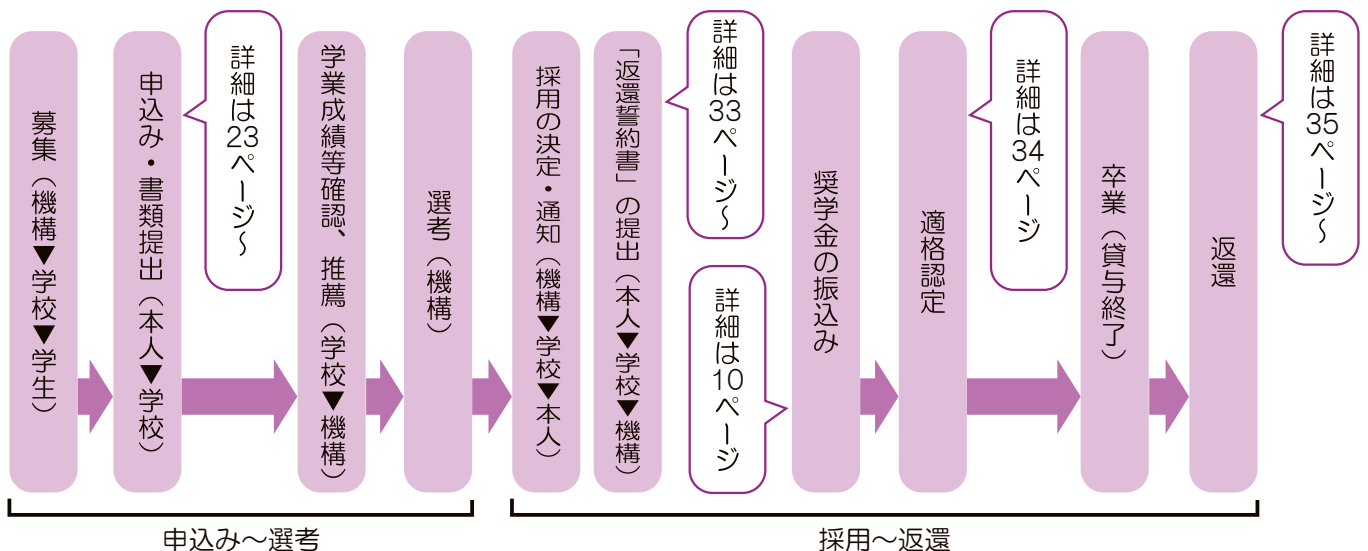 募集（機構▼学校▼学生）
申込み・書類提出（本人▼学校）
詳細は23ページ～
学業成績等確認、推薦（学校▼機構）
選考（機構）
採用の決定・通知（機構▼学校▼本人）
「返還誓約書」の提出（本人▼学校▼機構）
詳細は33ページ～
詳細は10ページ
奨学金の振込み
適格認定
詳細は34ページ
卒業（貸与終了）
返還
詳細は35ページ～
申込み～選考
採用～返還